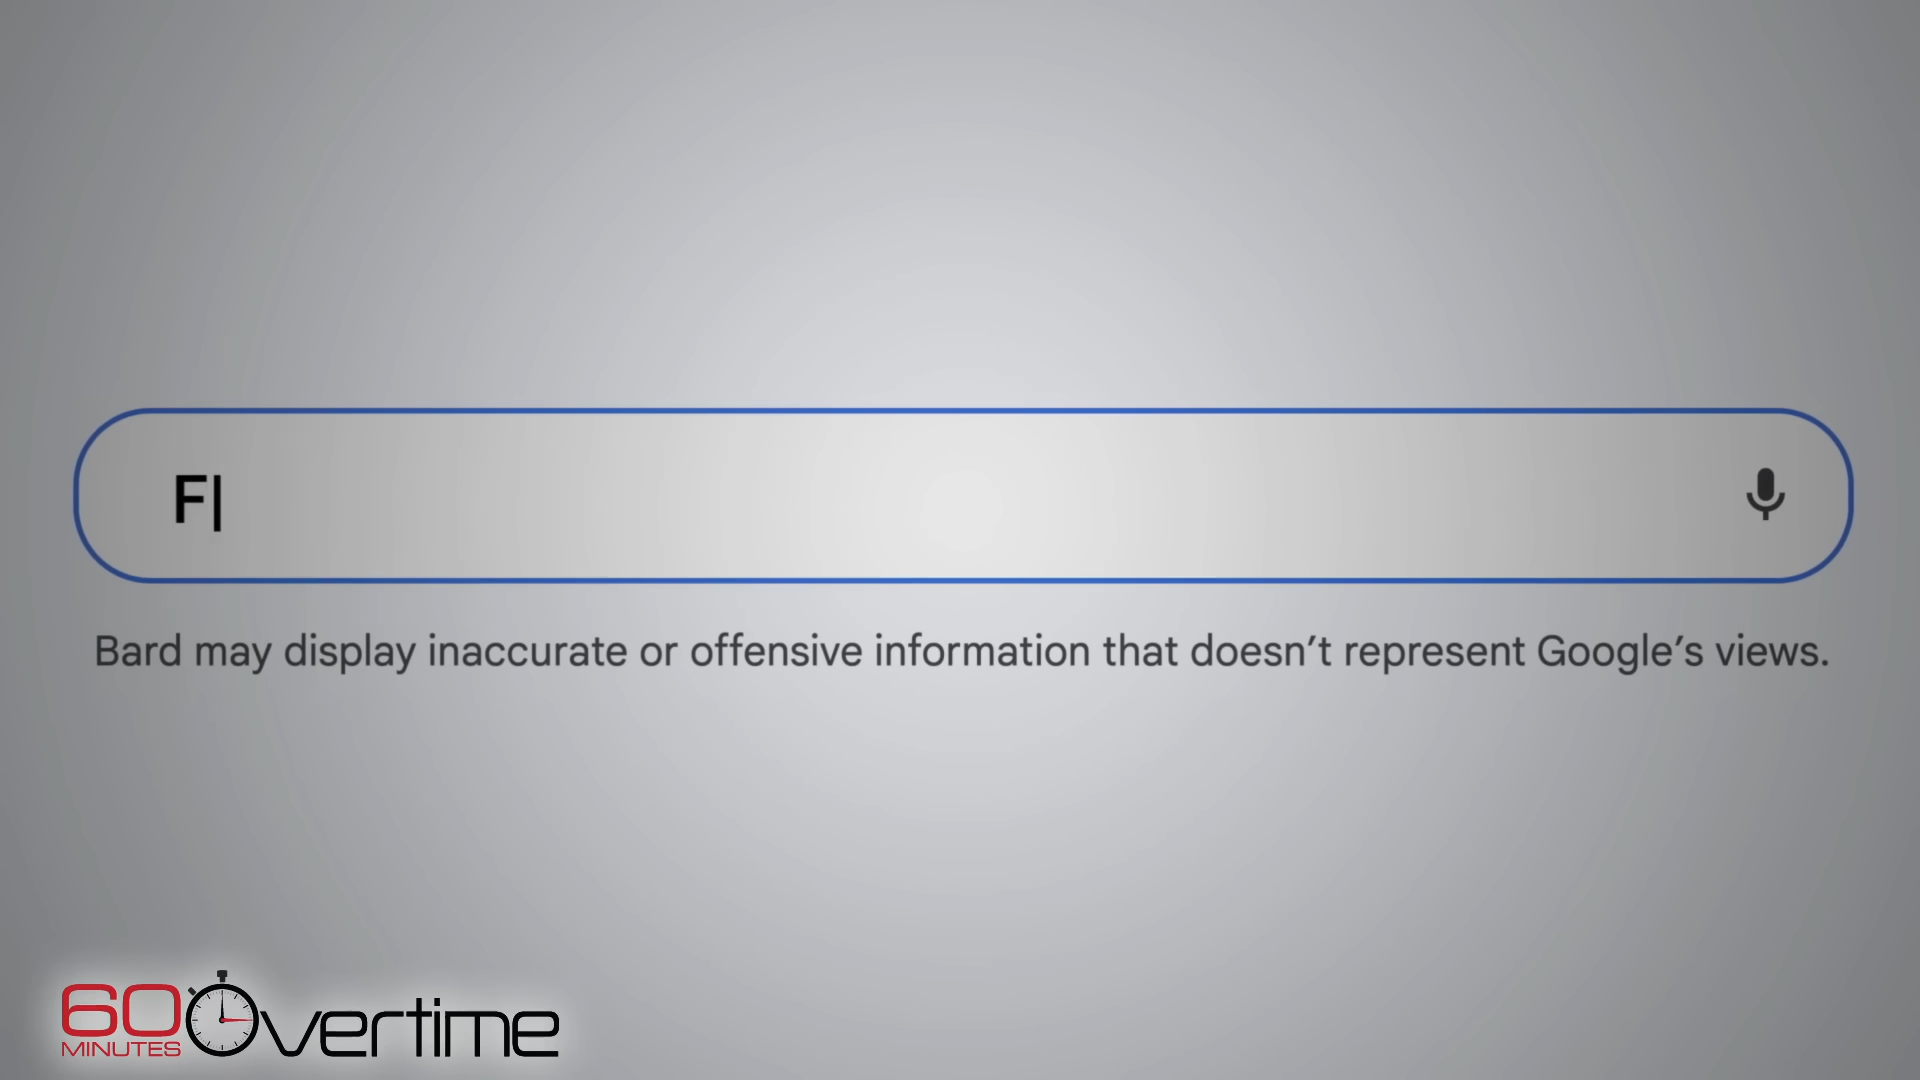 F|
Bard may display inaccurate or offensive information that doesn't represent Google's views.
60 Overtime
MINUTES